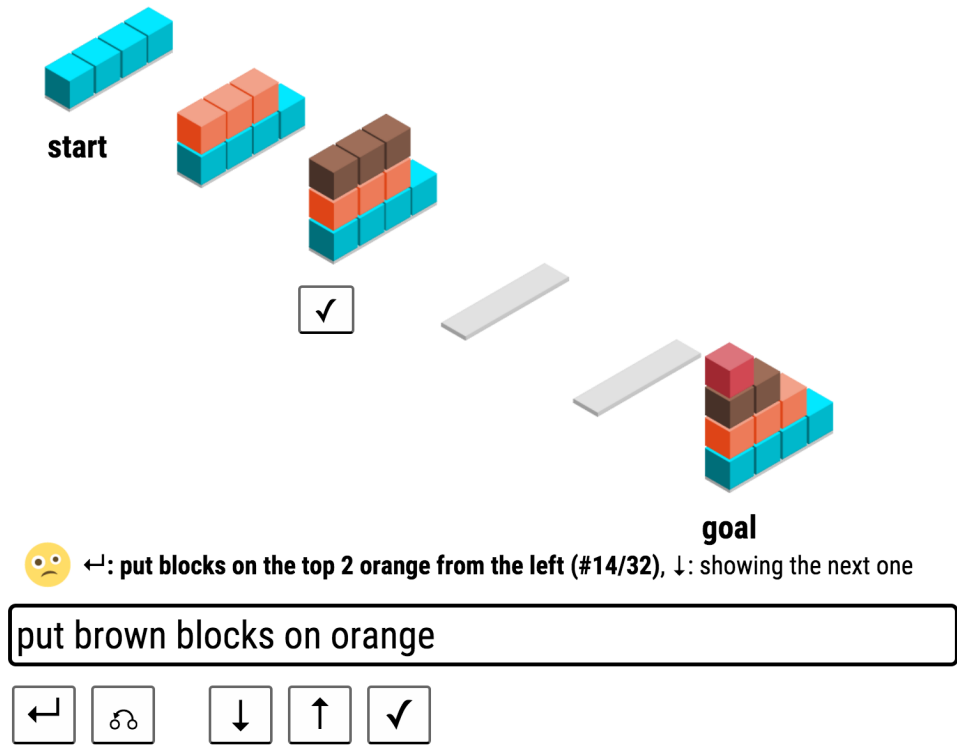 start
✓
goal
↵: put blocks on the top 2 orange from the left (#14/32), ↓: showing the next one
put brown blocks on orange
↵ ↓ ↑ ✓